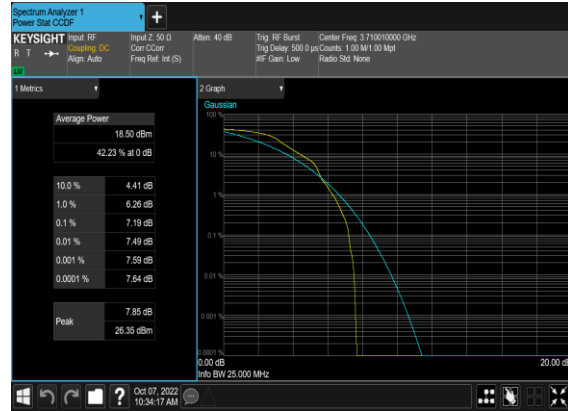 Spectrum Analyzer 1
Power Stat CCDF
KEYSIGHT
R T
LXI
Input: RF
Coupling: DC
Align: Auto
Input Z: 50 Ω
Corr CCorr
Freq Ref: Int (S)
Atten: 40 dB
Trig: RF Burst
Trig Delay: 500.0 µs
#IF Gain: Low
Center Freq: 3.710010000 GHz
Counts: 1.00 M/1.00 Mpt
Radio Std: None
1 Metrics
Average Power
18.50 dBm
42.23 % at 0 dB
10.0 % 4.41 dB
1.0 % 6.26 dB
0.1 % 7.19 dB
0.01 % 7.49 dB
0.001 % 7.59 dB
0.0001 % 7.64 dB
Peak
7.85 dB
26.35 dBm
2 Graph
Gaussian
100 %
10 %
1 %
0.1 %
0.01 %
0.001 %
0.0001 %
0.00 dB
20.00 dB
Info BW 25.000 MHz
?
Oct 07, 2022
10:34:17 AM